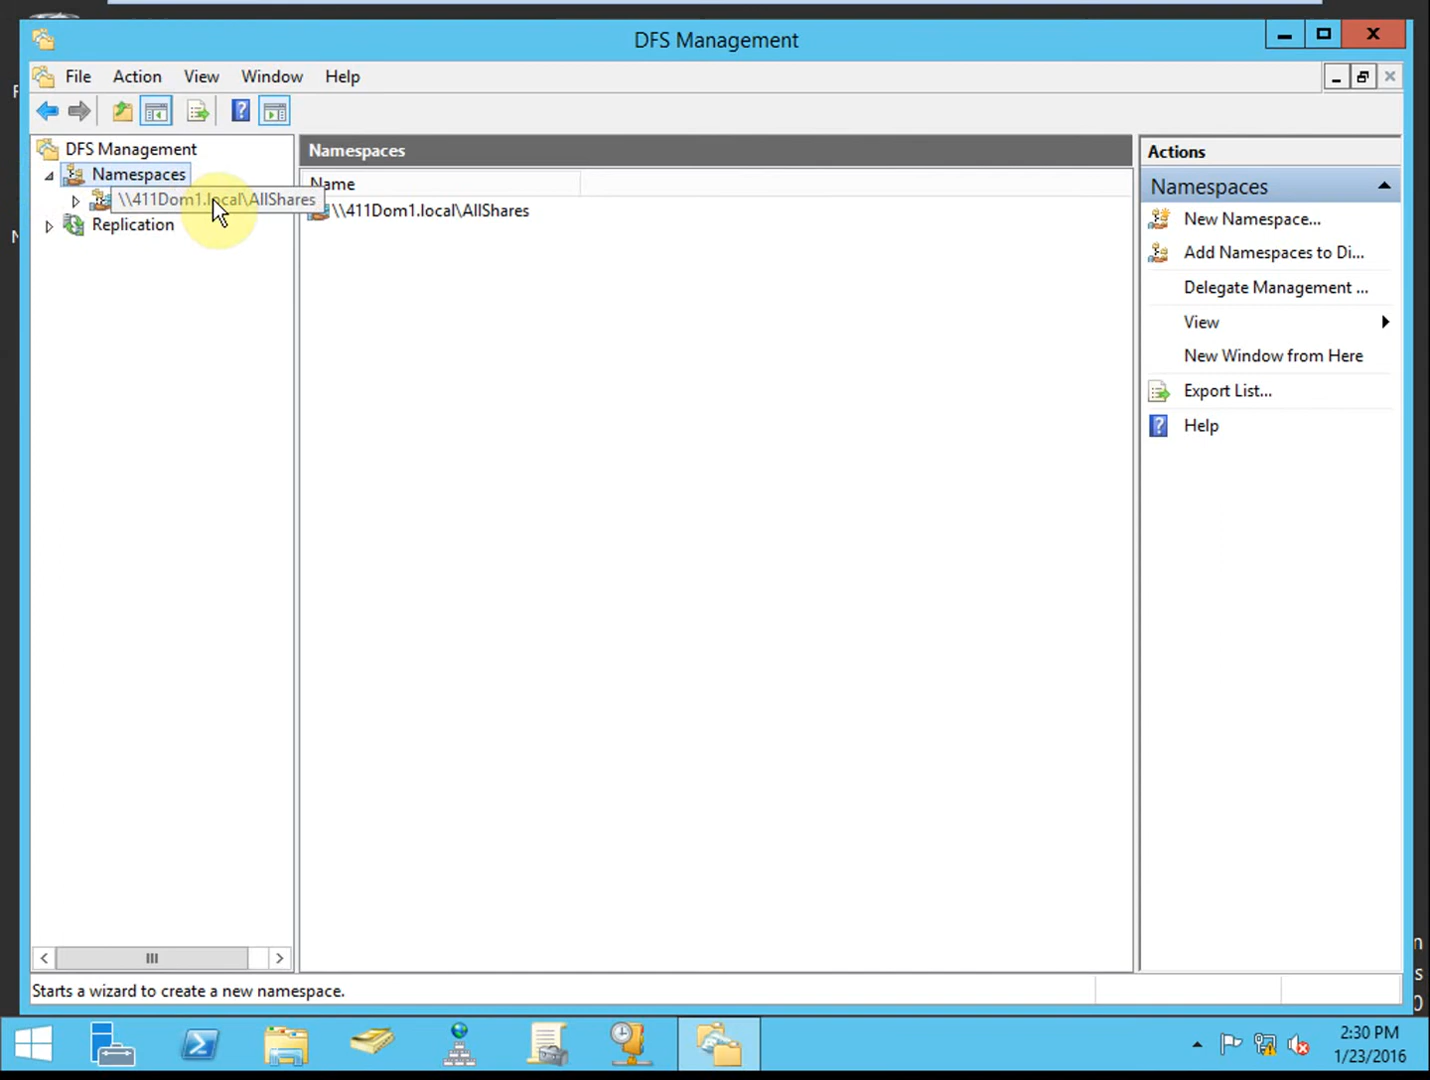 DFS Management
File Action View Window Help
DFS Management
Namespaces
\\411Dom1.local\AllShares
Replication
Namespaces
Name
\\411Dom1.local\AllShares
Actions
Namespaces
New Namespace...
Add Namespaces to Di...
Delegate Management ...
View
New Window from Here
Export List...
Help
Starts a wizard to create a new namespace.
2:30 PM
1/23/2016